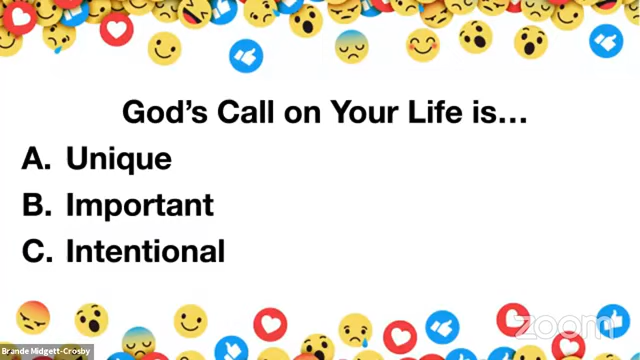 God's Call on Your Life is...
A. Unique
B. Important
C. Intentional
Brande Midgett-Crosby
zoom